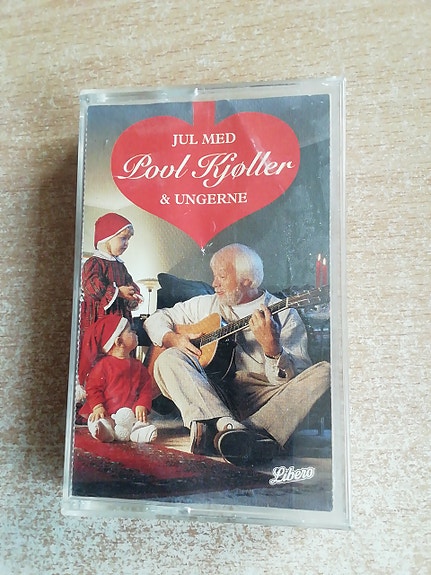 JUL MED
Povl Kjøller
& UNGERNE
Libero